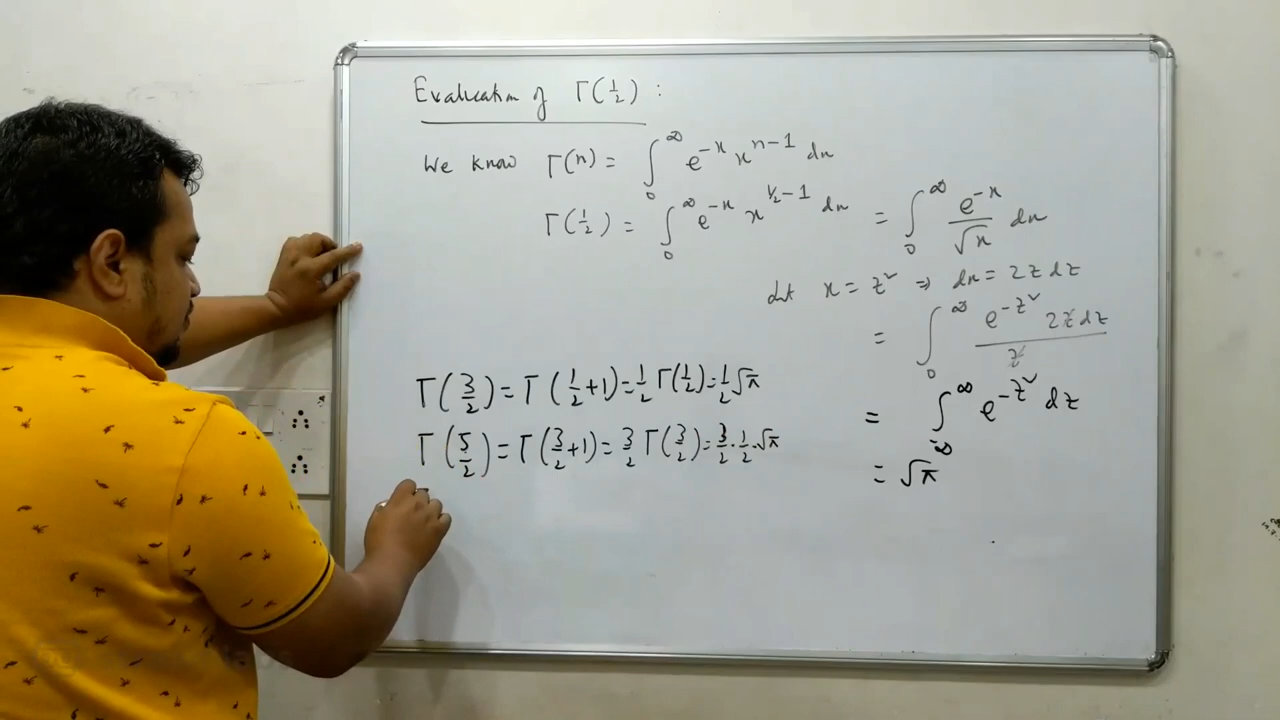 Evaluation of Γ(1/2) :
We know Γ(n) = ∫₀^∞ e^{-x} x^{n-1} dx
Γ(1/2) = ∫₀^∞ e^{-x} x^{1/2-1} dx = ∫₀^∞ e^{-x}/√x dx
Let x = z² ⇒ dx = 2z dz
= ∫₀^∞ e^{-z²} 2z dz / z
= ∫_{-∞}^∞ e^{-z²} dz
= √π
Γ(3/2) = Γ(1/2+1) = 1/2 Γ(1/2) = 1/2 √π
Γ(5/2) = Γ(3/2+1) = 3/2 Γ(3/2) = 3/2 · 1/2 · √π